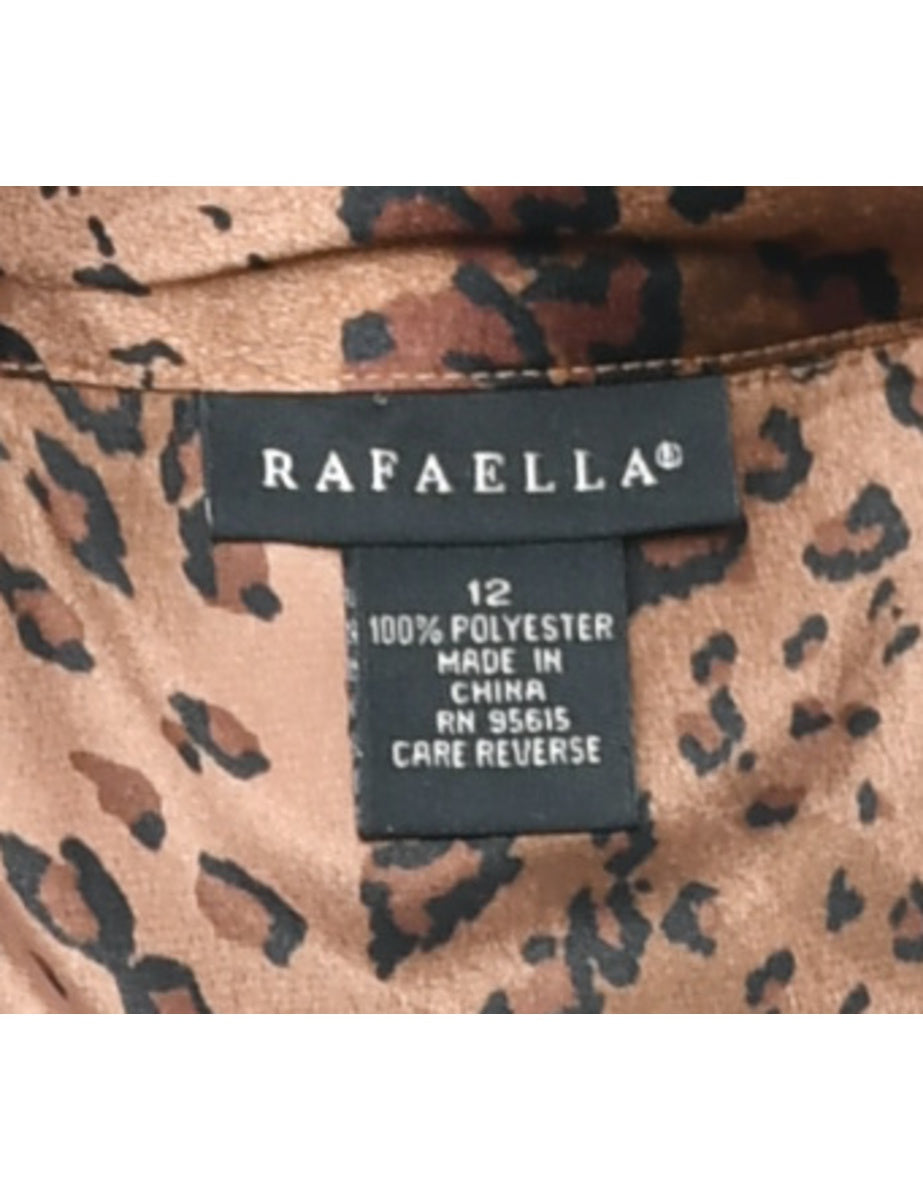 RAFAELLA®
12
100% POLYESTER
MADE IN
CHINA
RN 95615
CARE REVERSE